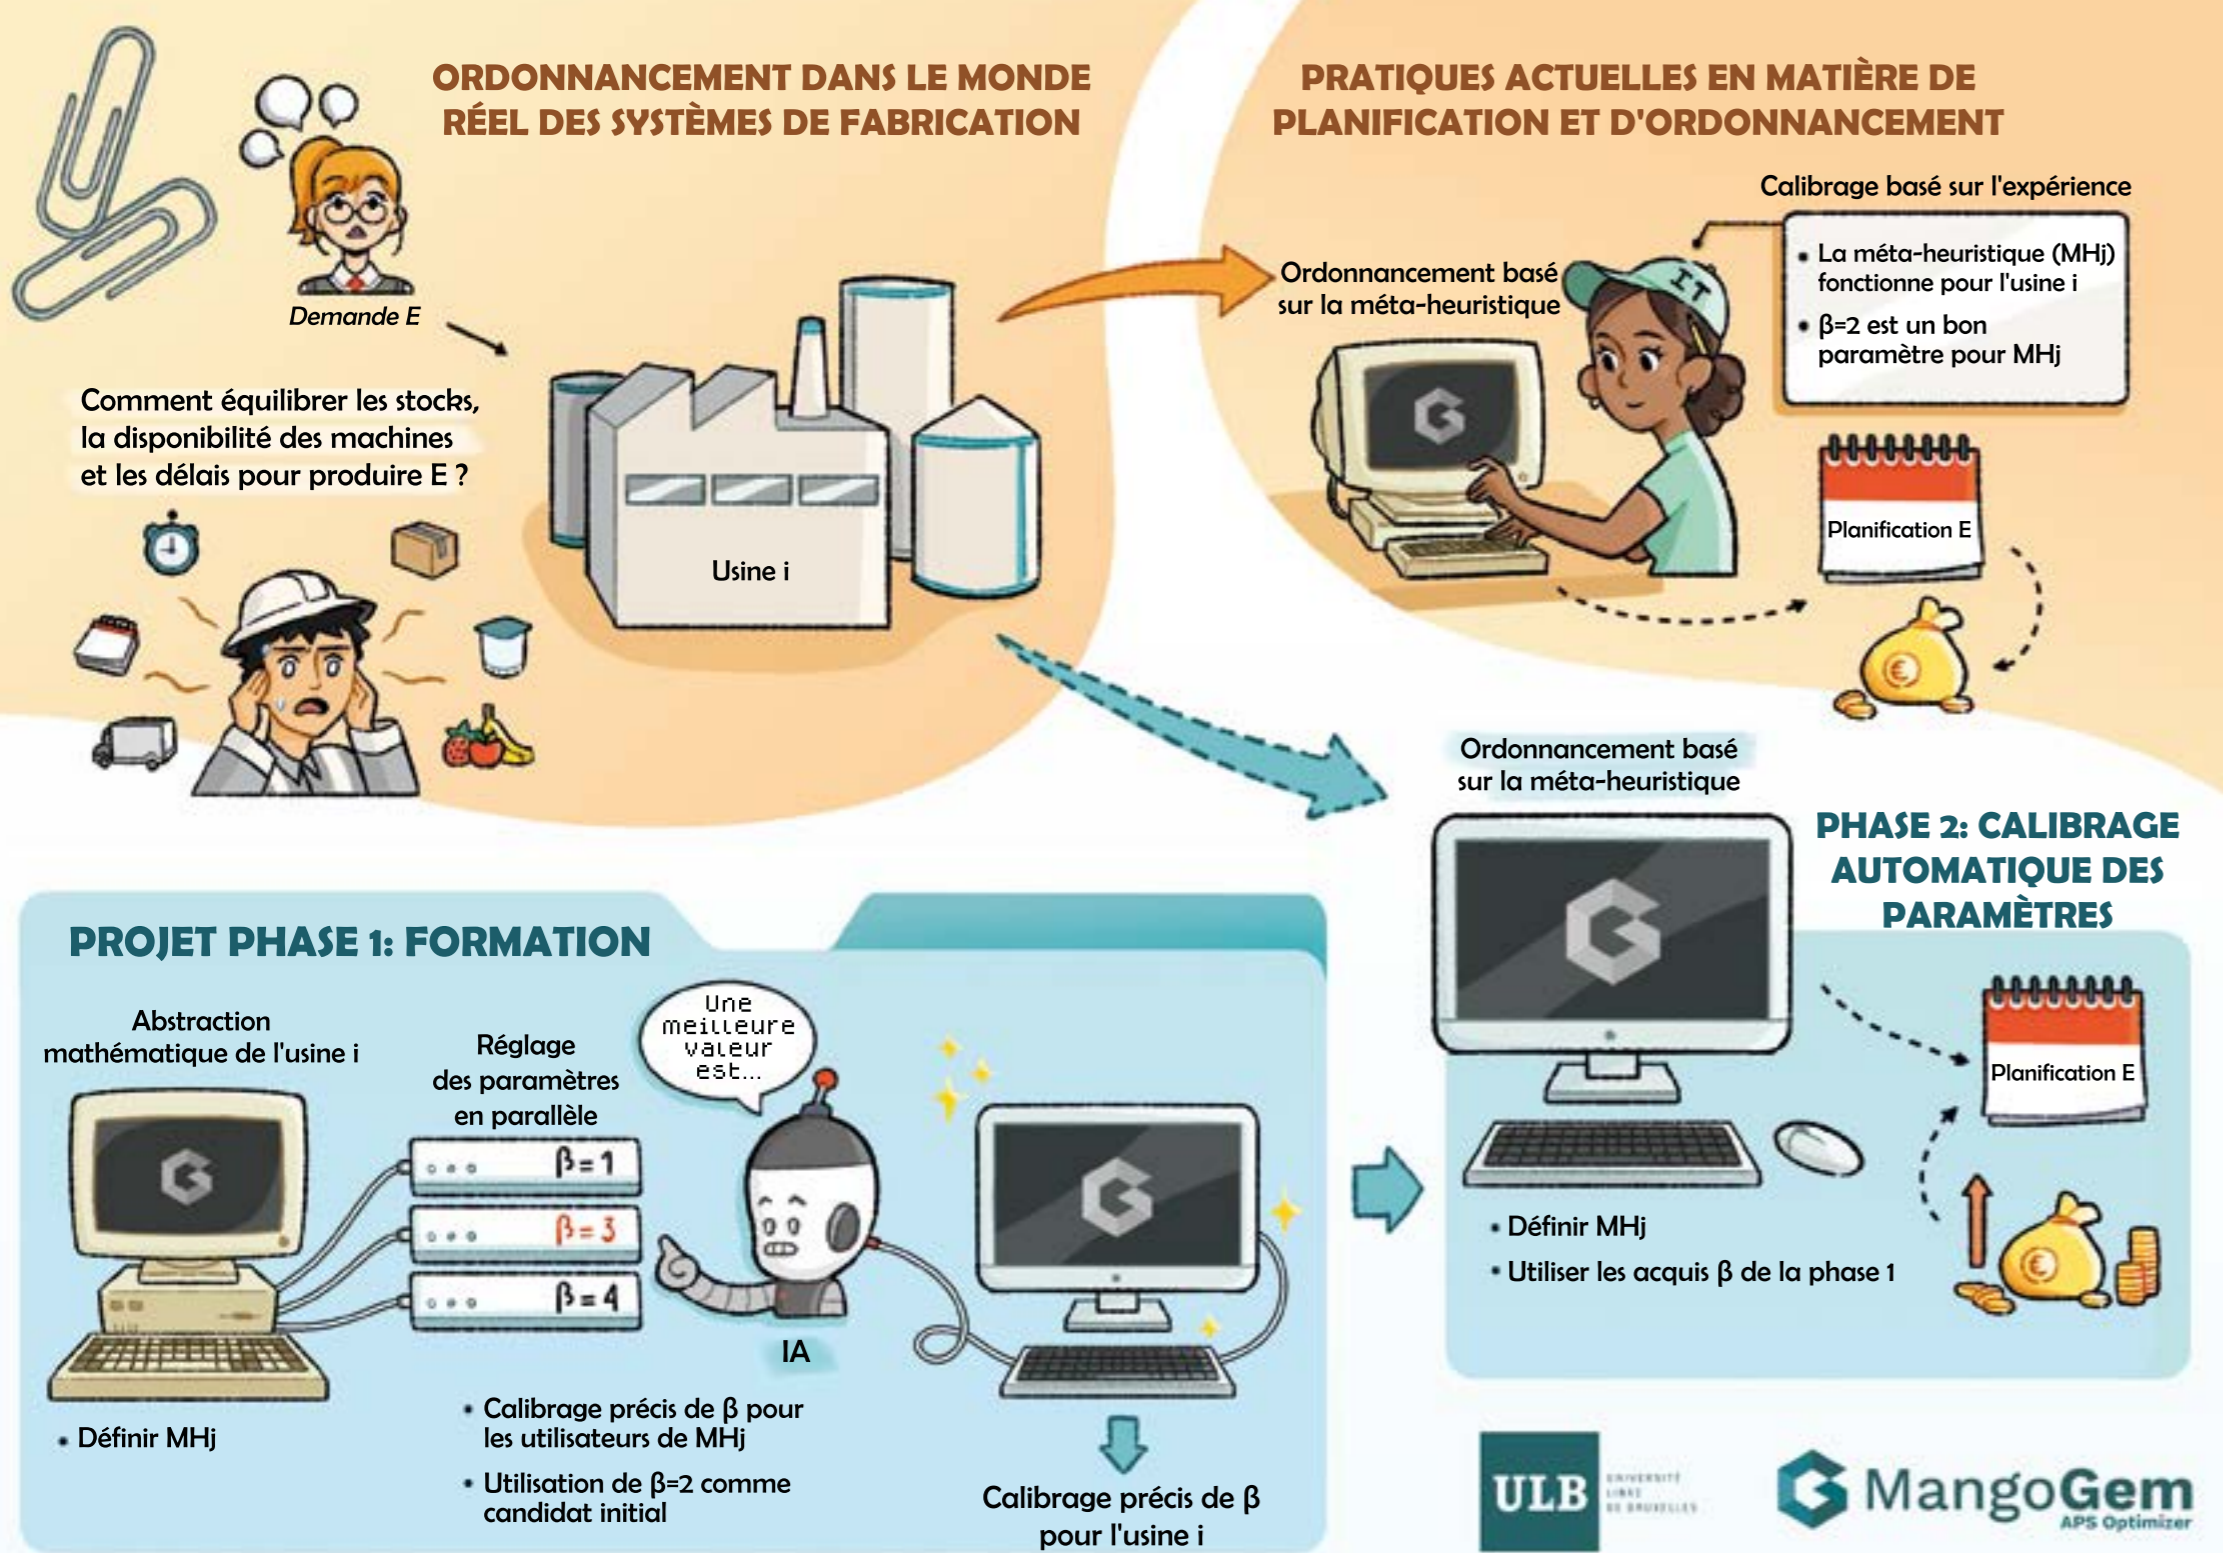 ORDONNANCEMENT DANS LE MONDE
RÉEL DES SYSTÈMES DE FABRICATION
Demande E
Comment équilibrer les stocks,
la disponibilité des machines
et les délais pour produire E ?
Usine i
PRATIQUES ACTUELLES EN MATIÈRE DE
PLANIFICATION ET D'ORDONNANCEMENT
Calibrage basé sur l'expérience
Ordonnancement basé
sur la méta-heuristique
IT
• La méta-heuristique (MHj)
fonctionne pour l'usine i
• β=2 est un bon
paramètre pour MHj
Planification E
PROJET PHASE 1: FORMATION
Abstraction
mathématique de l'usine i
• Définir MHj
Réglage
des paramètres
en parallèle
β=1
β=3
β=4
Une
meilleure
valeur
est...
IA
• Calibrage précis de β pour
les utilisateurs de MHj
• Utilisation de β=2 comme
candidat initial
Calibrage précis de β
pour l'usine i
Ordonnancement basé
sur la méta-heuristique
PHASE 2: CALIBRAGE
AUTOMATIQUE DES
PARAMÈTRES
Planification E
• Définir MHj
• Utiliser les acquis β de la phase 1
ULB
UNIVERSITÉ
LIBRE
DE BRUXELLES
MangoGem
APS Optimizer